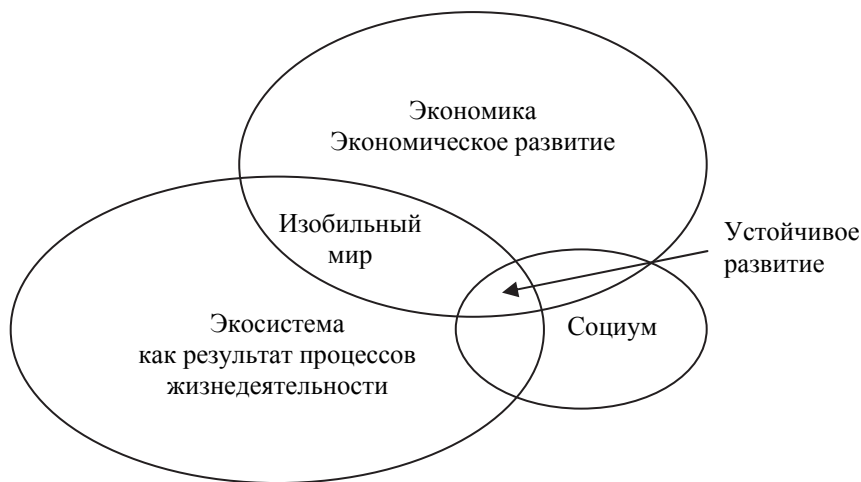 Экономика
Экономическое развитие
Изобильный
мир
Устойчивое
развитие
Экосистема
как результат процессов
жизнедеятельности
Социум